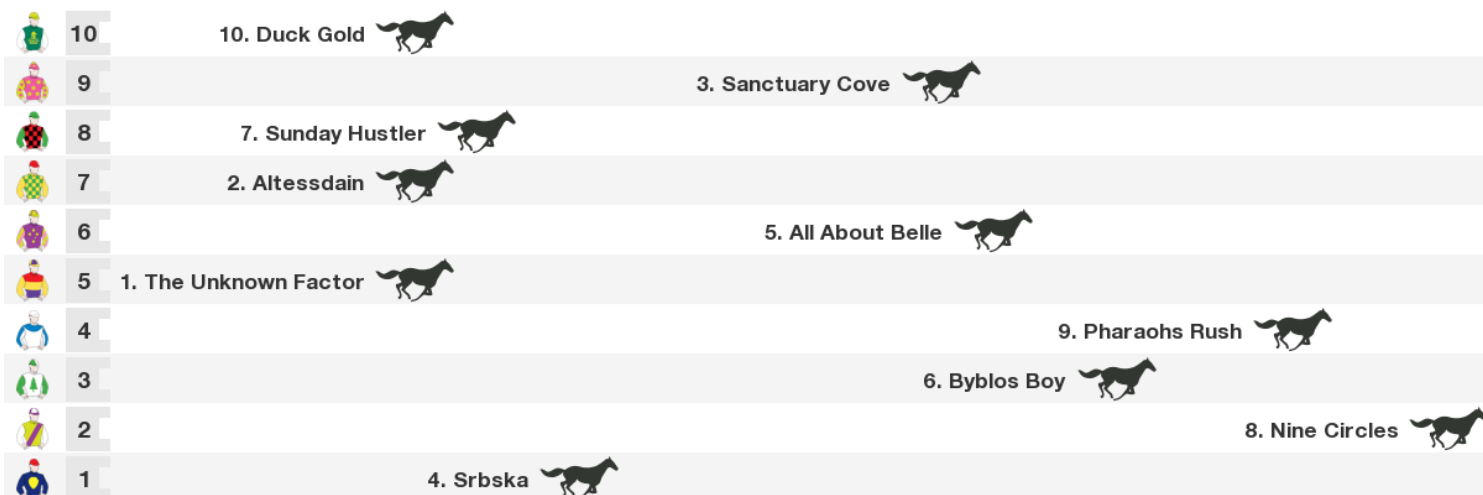 10 10. Duck Gold
9 3. Sanctuary Cove
8 7. Sunday Hustler
7 2. Altessdain
6 5. All About Belle
5 1. The Unknown Factor
4 9. Pharaohs Rush
3 6. Byblos Boy
2 8. Nine Circles
1 4. Srbska